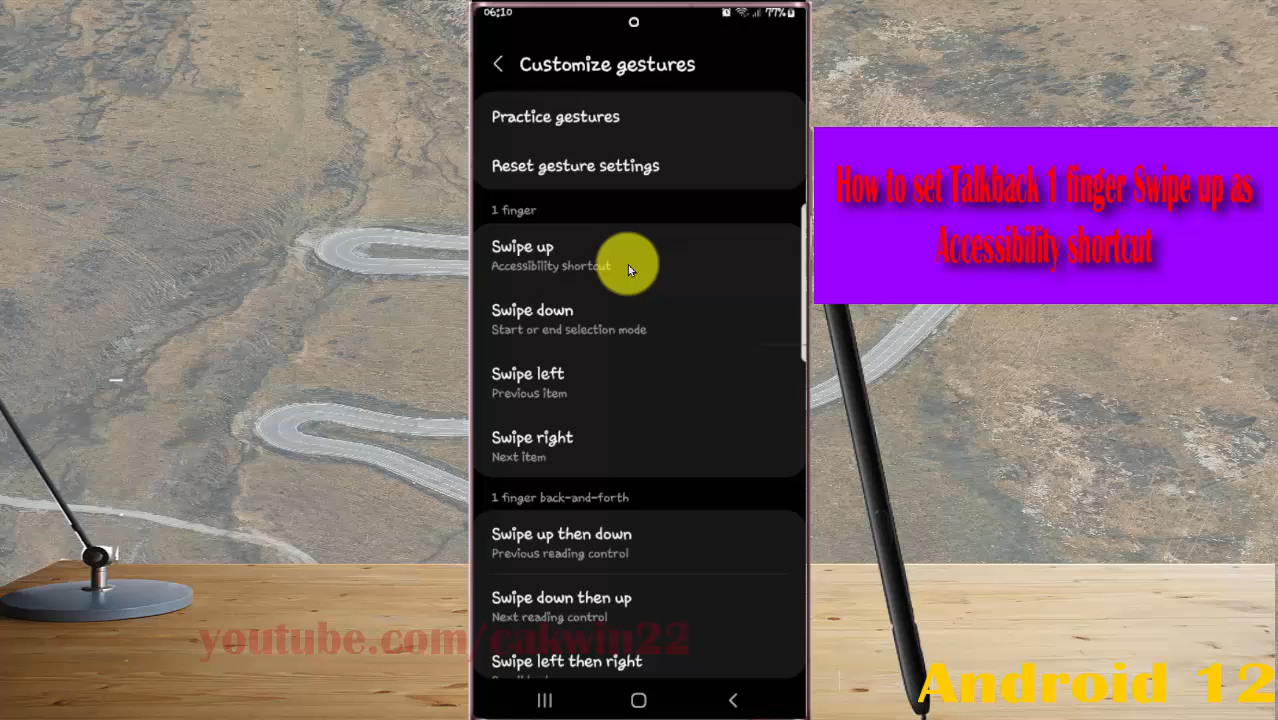 06:10
77%
Customize gestures
Practice gestures
Reset gesture settings
1 finger
Swipe up
Accessibility shortcut
Swipe down
Start or end selection mode
Swipe left
Previous item
Swipe right
Next item
1 finger back-and-forth
Swipe up then down
Previous reading control
Swipe down then up
Next reading control
Swipe left then right
How to set Talkback 1 finger Swipe up as
Accessibility shortcut
youtube.com/cakwin22
Android 12